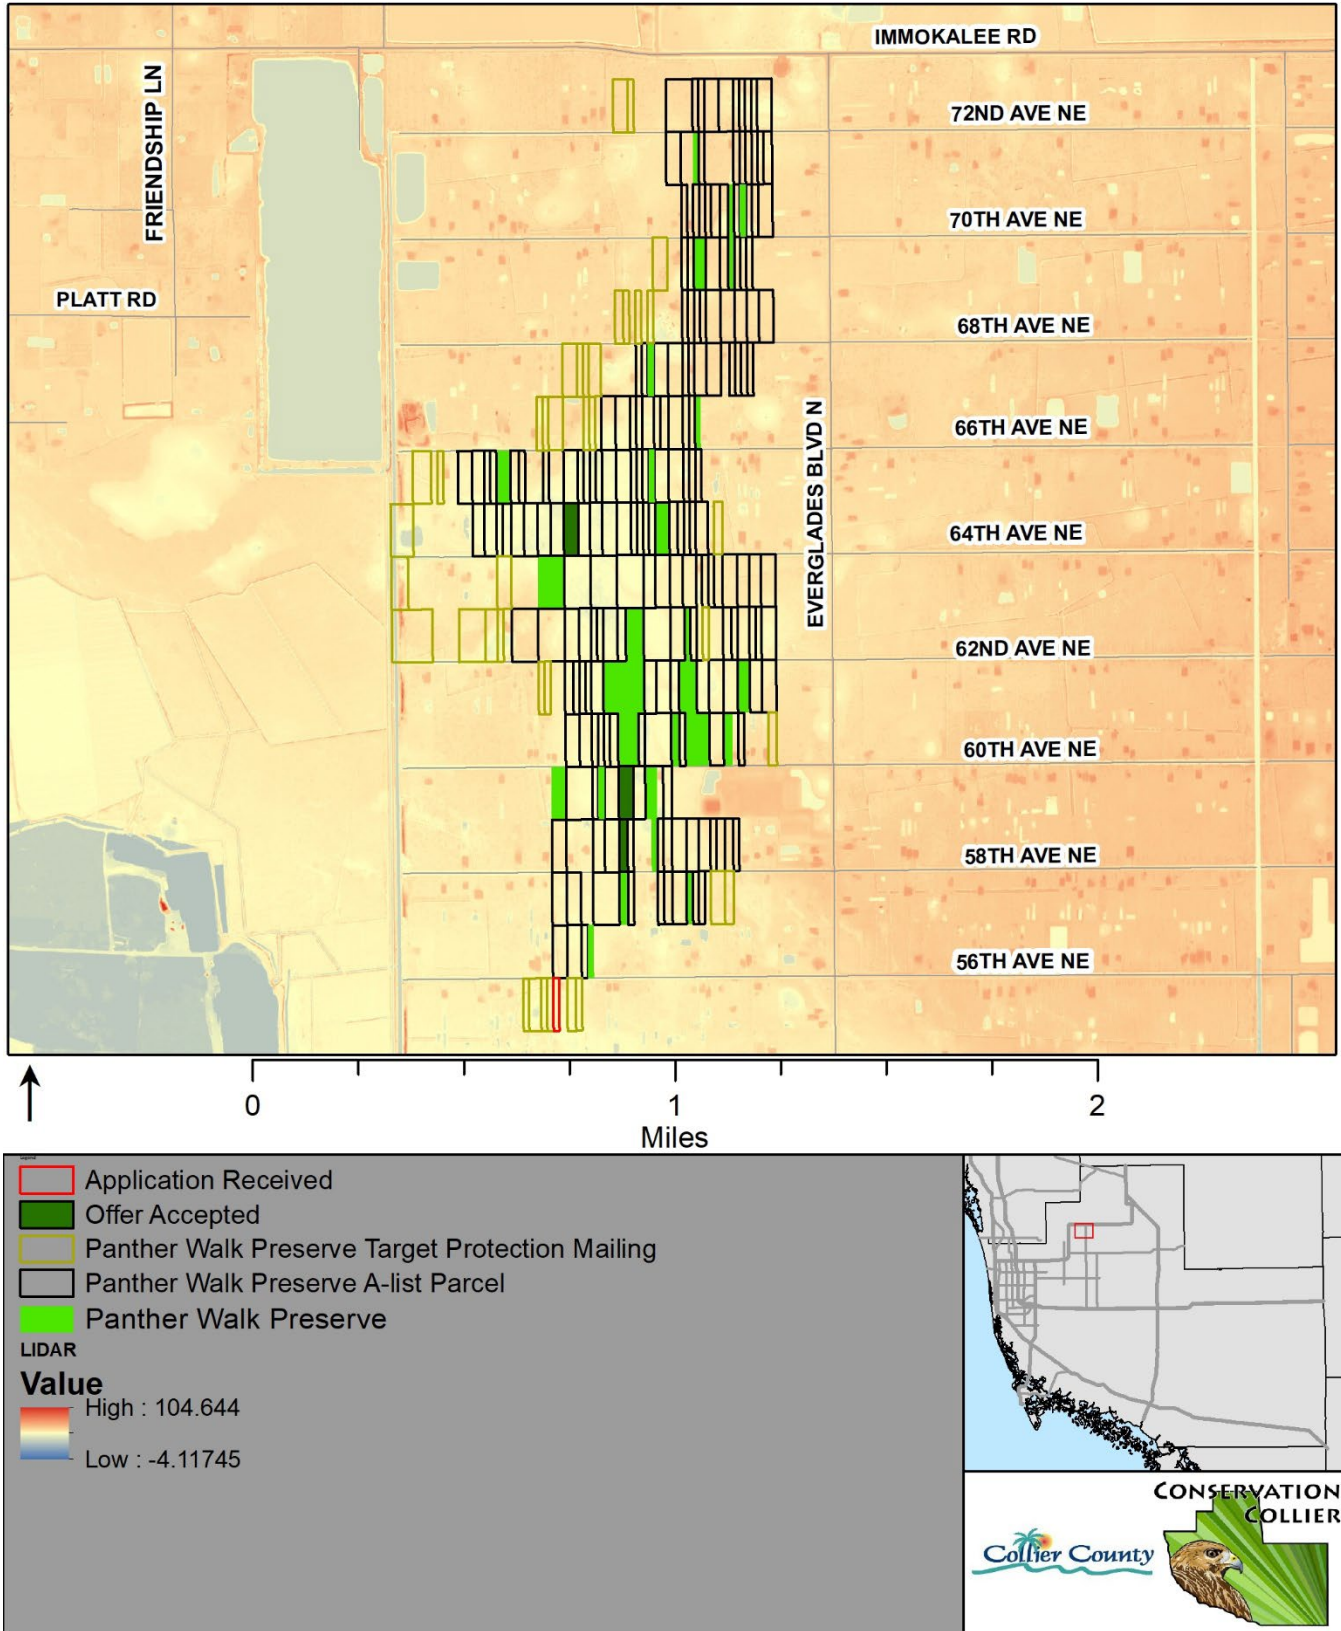 IMMOKALEE RD
FRIENDSHIP LN
72ND AVE NE
70TH AVE NE
PLATT RD
68TH AVE NE
EVERGLADES BLVD N
66TH AVE NE
64TH AVE NE
62ND AVE NE
60TH AVE NE
58TH AVE NE
56TH AVE NE
0 1 2
Miles
Application Received
Offer Accepted
Panther Walk Preserve Target Protection Mailing
Panther Walk Preserve A-list Parcel
Panther Walk Preserve
LIDAR
Value
High : 104.644
Low : -4.11745
CONSERVATION
COLLIER
Collier County